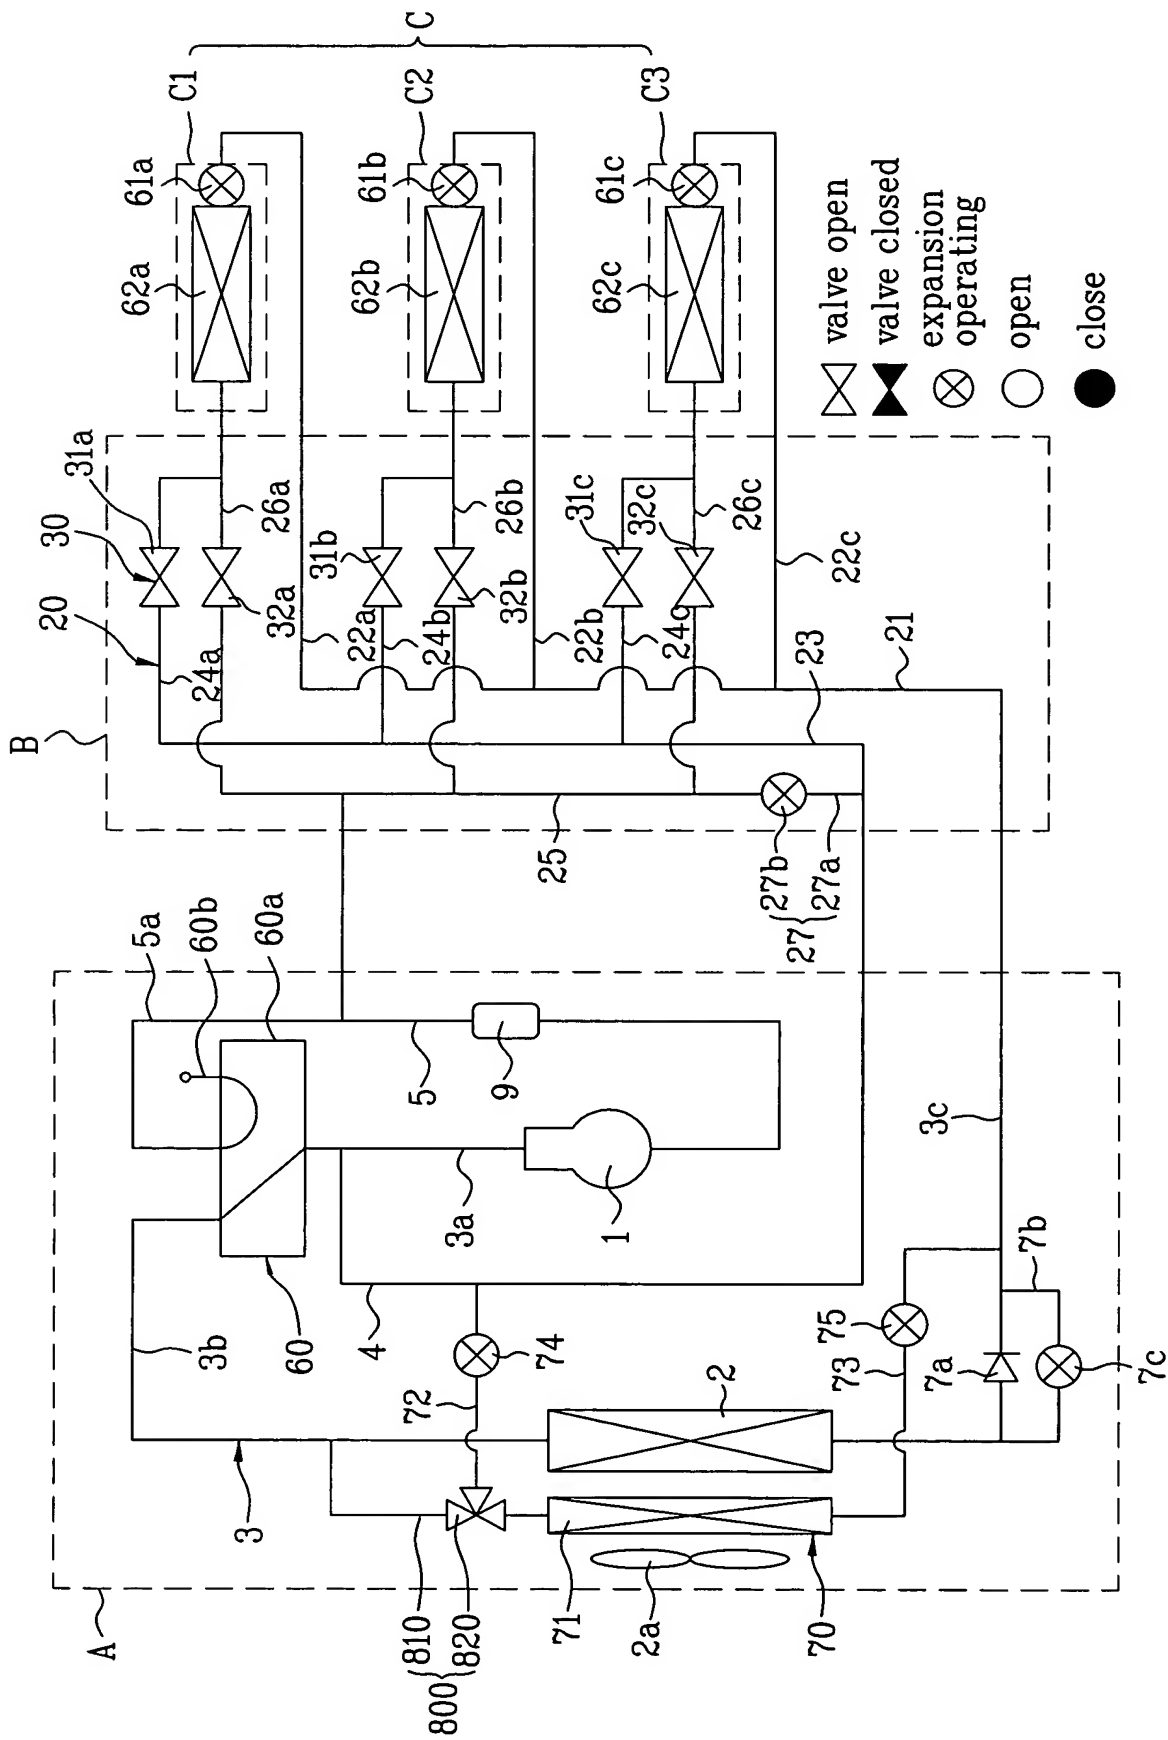 B
20 30 31a
A
5a 62a 61a C1
3b 60b 24a
60a 26a
3 60 32a
31b
22a
4 62b 61b C2 C
810 72 5 24b
800 820 3a 26b
9 32b
74 25 31c
71 22b 62c 61c C3
1 32c
2a 24c
2 26c
27b
27
27a 23
70 75 22c valve open
73
21 valve closed
7a 3c expansion
operating
7b open
close
7c